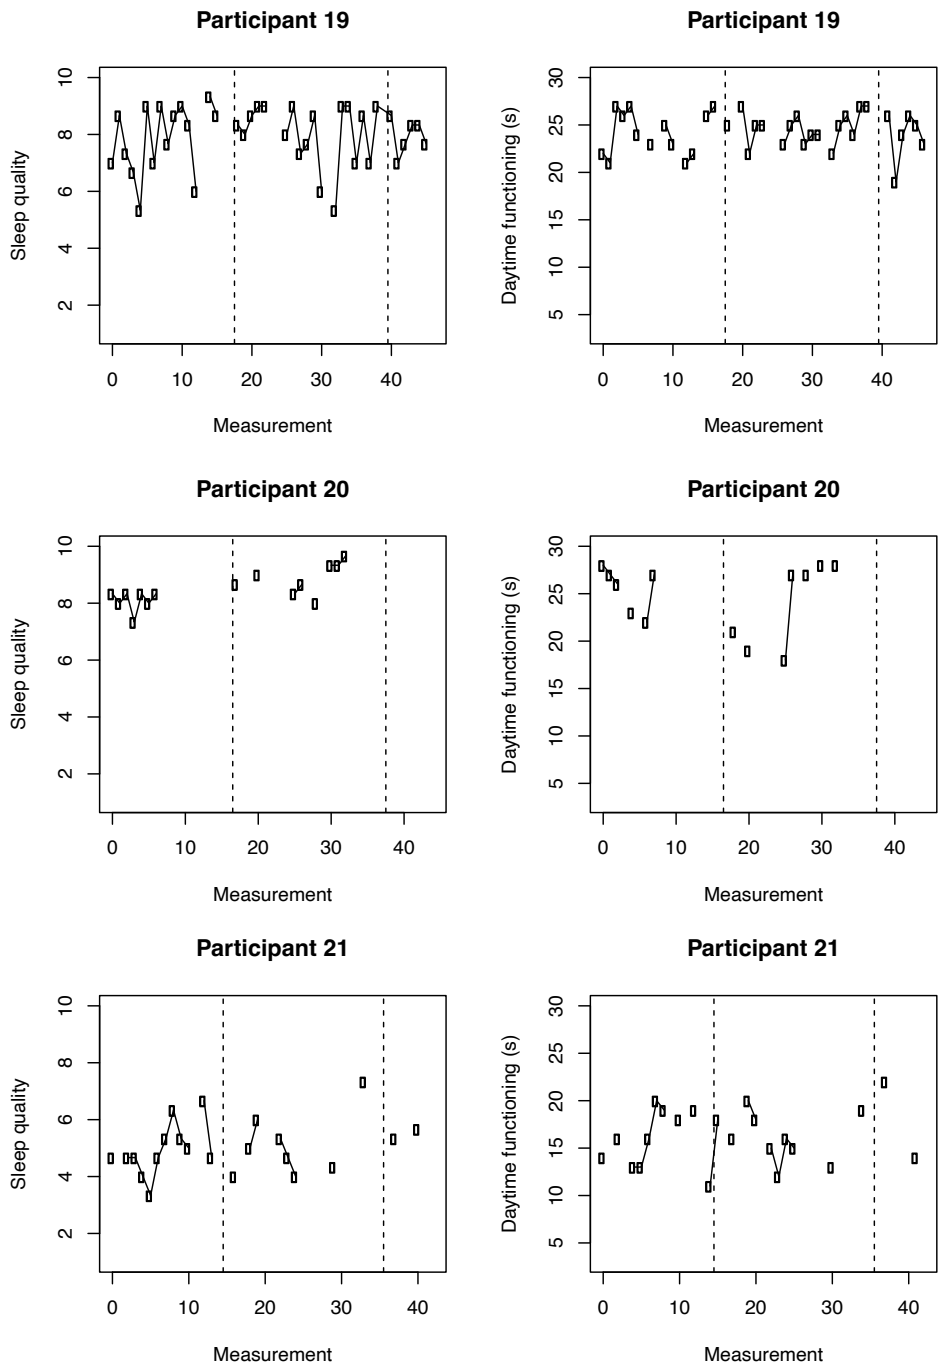 Participant 19
Sleep quality
10
8
6
4
2
0 10 20 30 40
Measurement
Participant 19
Daytime functioning (s)
30
25
20
15
10
5
0 10 20 30 40
Measurement
Participant 20
Sleep quality
10
8
6
4
2
0 10 20 30 40
Measurement
Participant 20
Daytime functioning (s)
30
25
20
15
10
5
0 10 20 30 40
Measurement
Participant 21
Sleep quality
10
8
6
4
2
0 10 20 30 40
Measurement
Participant 21
Daytime functioning (s)
30
25
20
15
10
5
0 10 20 30 40
Measurement